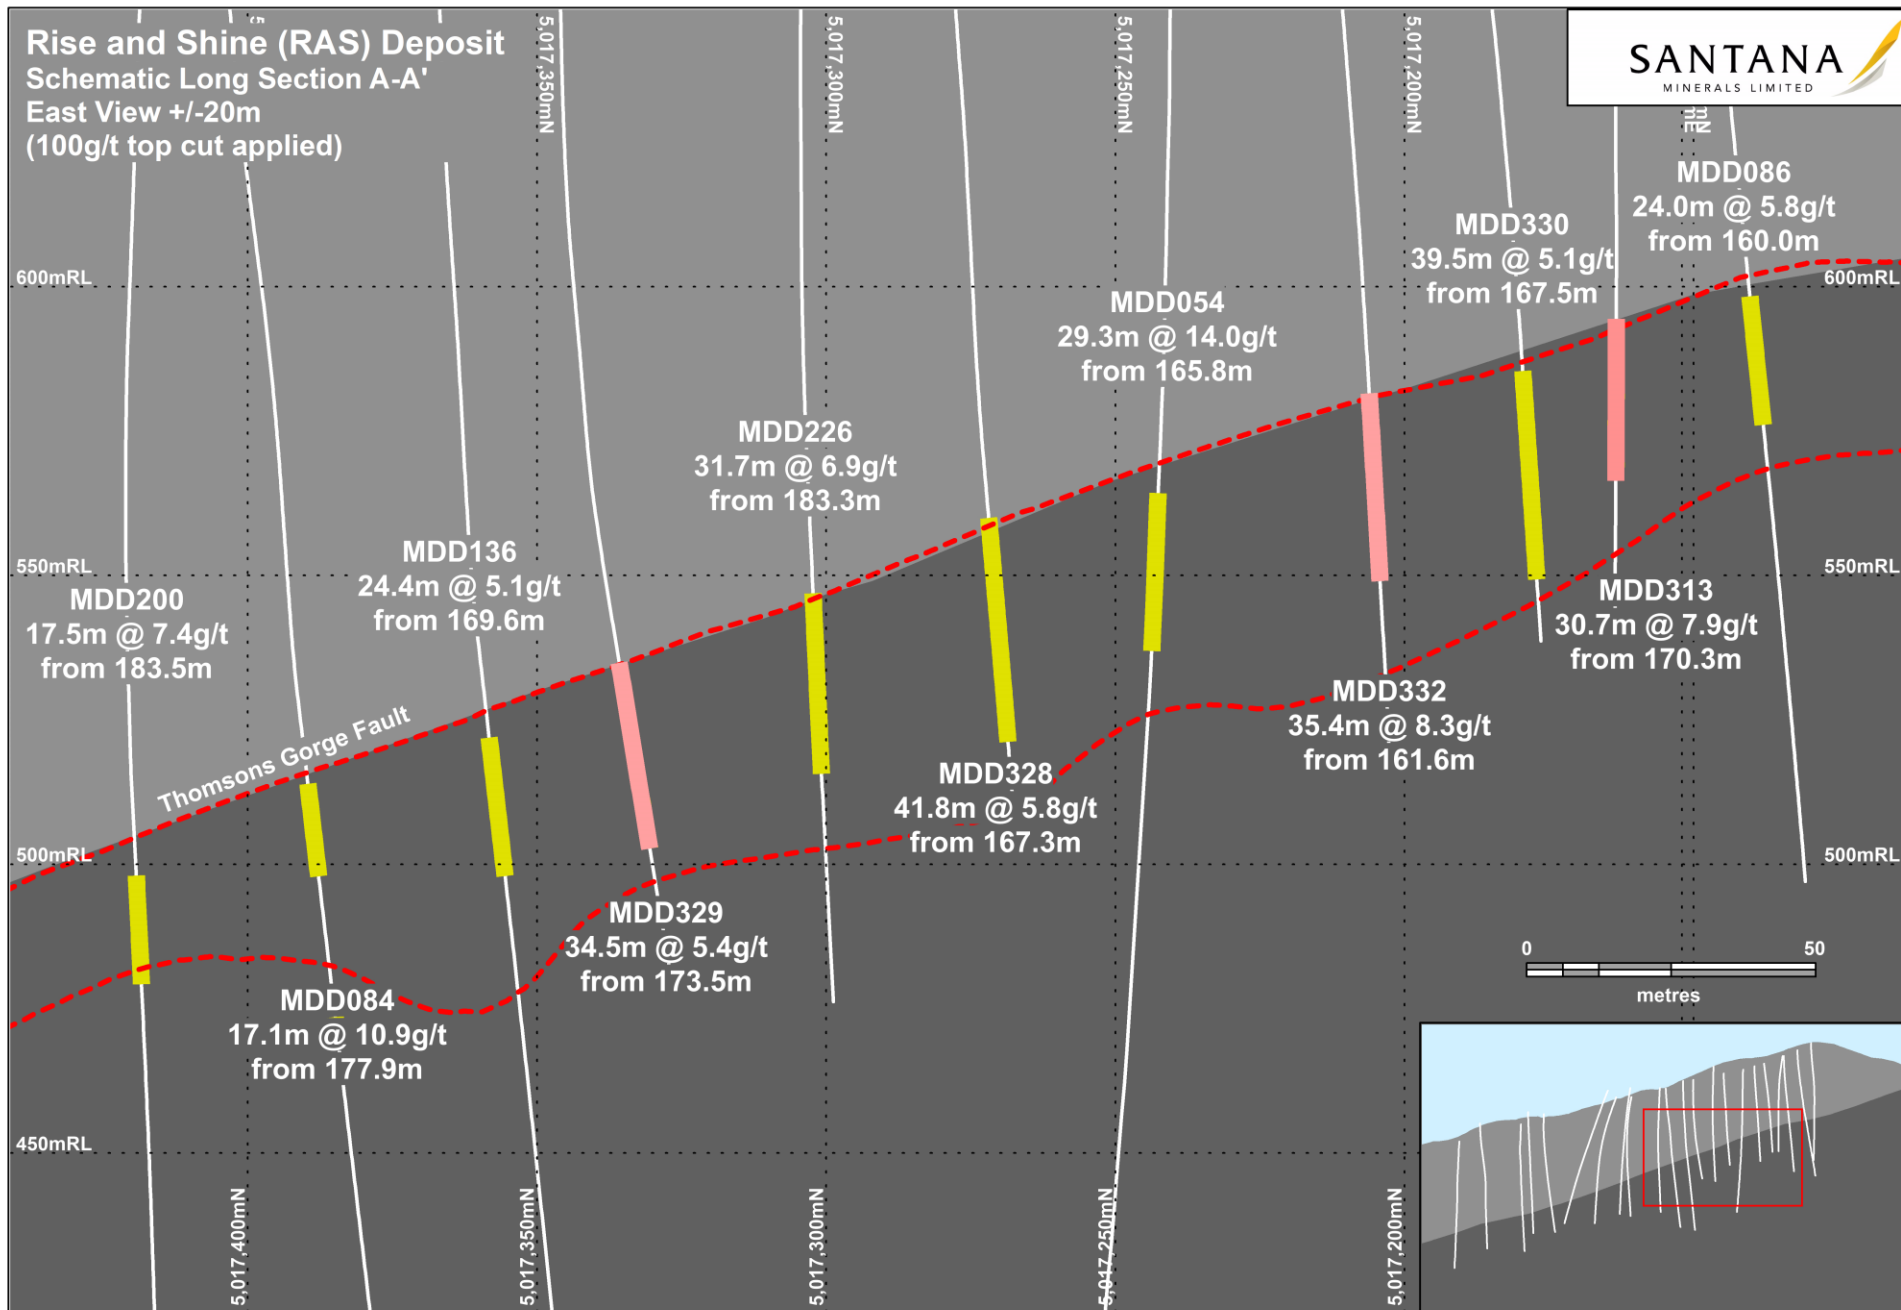 Rise and Shine (RAS) Deposit
Schematic Long Section A-A'
East View +/-20m
(100g/t top cut applied)
5,017,350mN
5,017,300mN
5,017,250mN
5,017,200mN
SANTANA
MINERALS LIMITED
MDD086
24.0m @ 5.8g/t
from 160.0m
MDD330
39.5m @ 5.1g/t
from 167.5m
600mRL
600mRL
MDD054
29.3m @ 14.0g/t
from 165.8m
MDD226
31.7m @ 6.9g/t
from 183.3m
MDD136
24.4m @ 5.1g/t
from 169.6m
550mRL
550mRL
MDD200
17.5m @ 7.4g/t
from 183.5m
MDD313
30.7m @ 7.9g/t
from 170.3m
MDD332
35.4m @ 8.3g/t
from 161.6m
Thomsons Gorge Fault
MDD328
41.8m @ 5.8g/t
from 167.3m
500mRL
500mRL
MDD329
34.5m @ 5.4g/t
from 173.5m
0 50
metres
MDD084
17.1m @ 10.9g/t
from 177.9m
450mRL
5,017,400mN
5,017,350mN
5,017,300mN
5,017,250mN
5,017,200mN